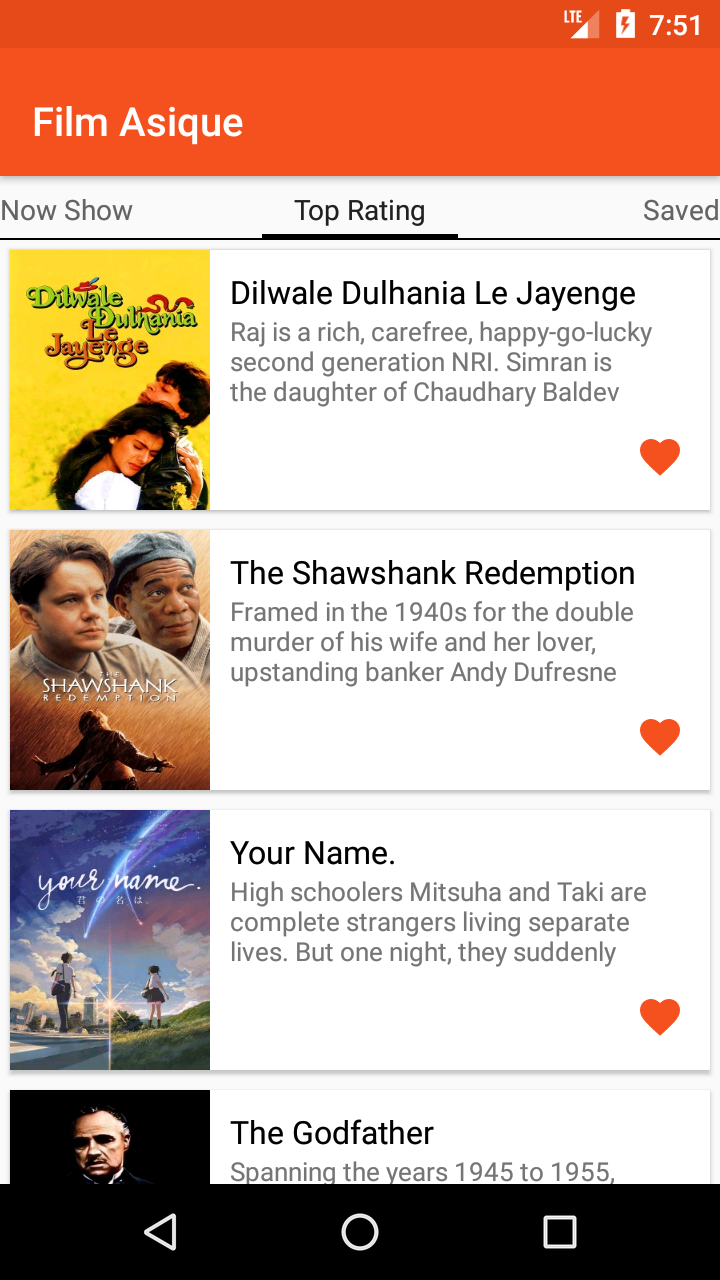 LTE 7:51
Film Asique
Now Show Top Rating Saved
Dilwale
Dulhania
Le
Jayenge
Dilwale Dulhania Le Jayenge
Raj is a rich, carefree, happy-go-lucky
second generation NRI. Simran is
the daughter of Chaudhary Baldev
THE
SHAWSHANK
REDEMPTION
The Shawshank Redemption
Framed in the 1940s for the double
murder of his wife and her lover,
upstanding banker Andy Dufresne
your name.
君の名は。
Your Name.
High schoolers Mitsuha and Taki are
complete strangers living separate
lives. But one night, they suddenly
The Godfather
Spanning the years 1945 to 1955,